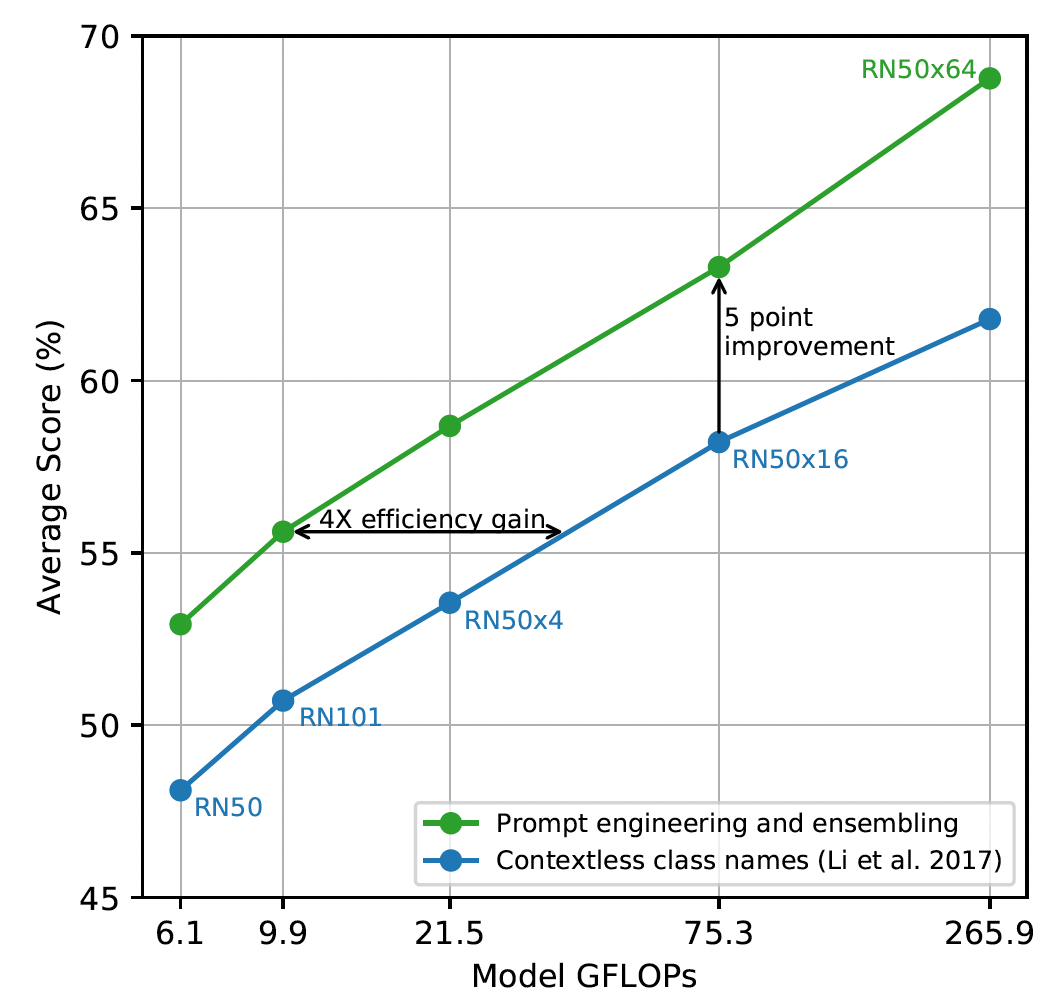 70
RN50x64
65
5 point
improvement
60
RN50x16
4X efficiency gain
55
RN50x4
RN101
50
RN50
Prompt engineering and ensembling
Contextless class names (Li et al. 2017)
45
6.1 9.9 21.5 75.3 265.9
Model GFLOPs
Average Score (%)